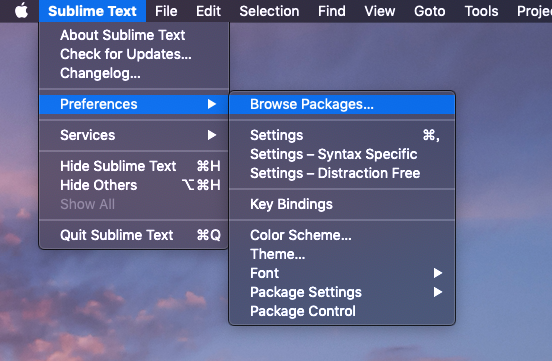 Sublime Text File Edit Selection Find View Goto Tools Proje
About Sublime Text
Check for Updates...
Changelog...
Preferences ▶
Services ▶
Hide Sublime Text ⌘H
Hide Others ⌥⌘H
Show All
Quit Sublime Text ⌘Q
Browse Packages...
Settings ⌘,
Settings – Syntax Specific
Settings – Distraction Free
Key Bindings
Color Scheme...
Theme...
Font ▶
Package Settings ▶
Package Control